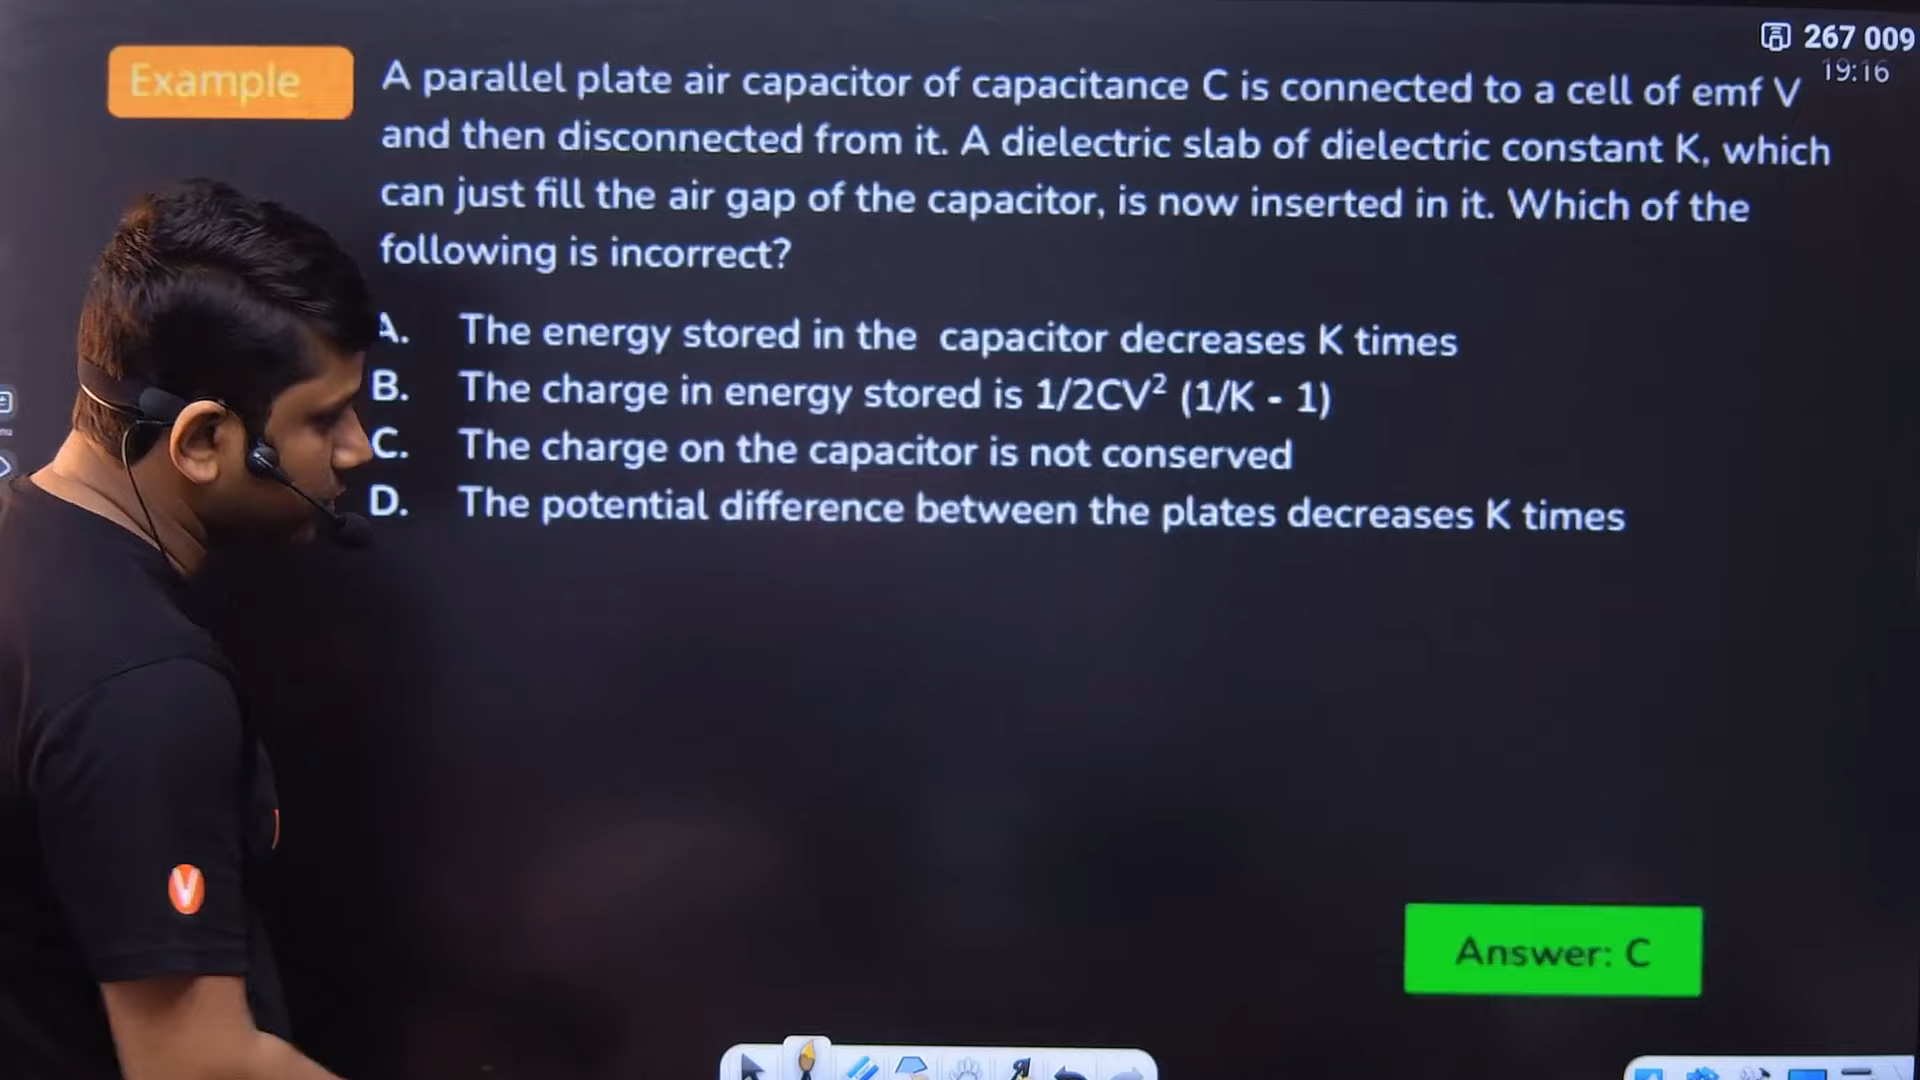 267 009
19:16
Example
A parallel plate air capacitor of capacitance C is connected to a cell of emf V
and then disconnected from it. A dielectric slab of dielectric constant K, which
can just fill the air gap of the capacitor, is now inserted in it. Which of the
following is incorrect?
A. The energy stored in the capacitor decreases K times
B. The charge in energy stored is 1/2CV² (1/K - 1)
C. The charge on the capacitor is not conserved
D. The potential difference between the plates decreases K times
V
Answer: C